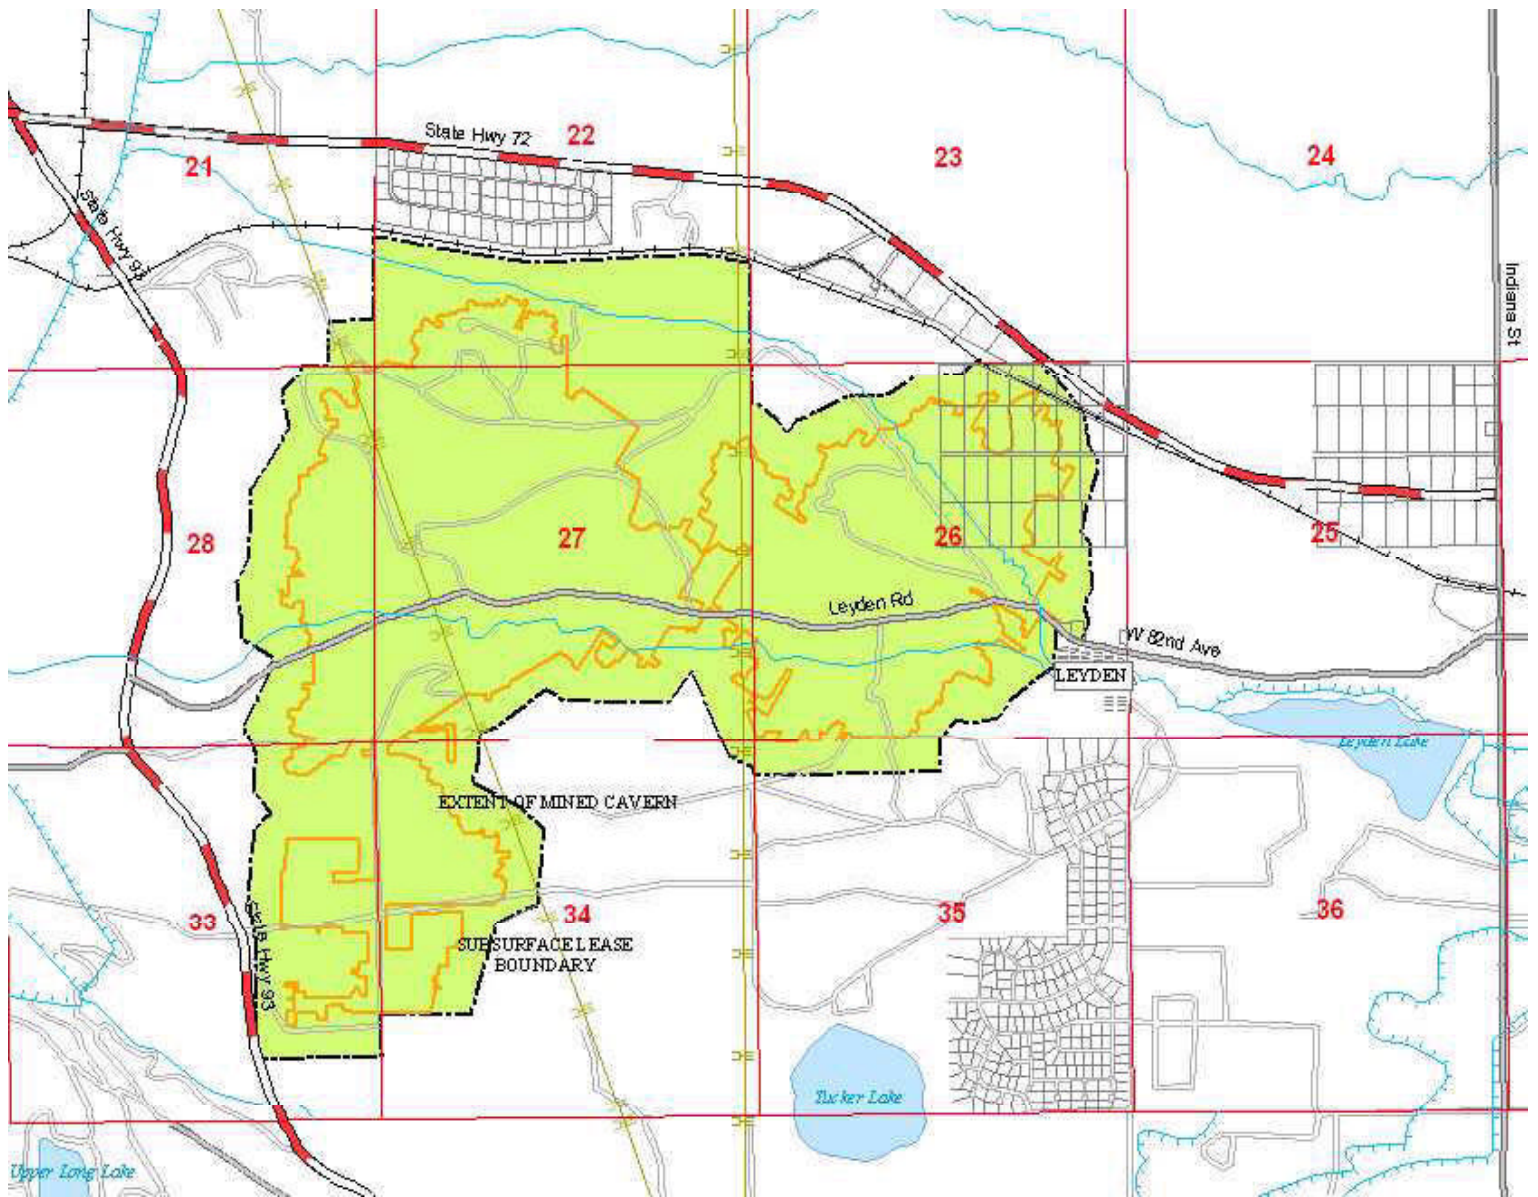 State Hwy 72
22
21
23
24
State Hwy 93
Indiana St
28
27
26
25
Leyden Rd
W 82nd Ave
LEYDEN
Leyden Lake
EXTENT OF MINED CAVERN
33
34
35
36
SUBSURFACE LEASE
BOUNDARY
State Hwy 93
Tucker Lake
Upper Long Lake